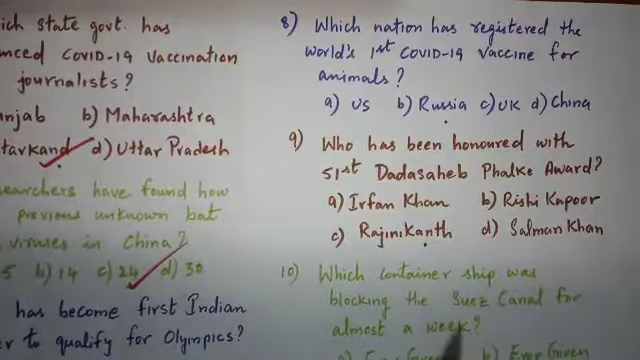 ich state govt. has
nced COVID-19 vaccination
journalists?
njab b) Maharashtra
tarkand d) Uttar Pradesh
searchers have found how
previous unknown bat
viruses in China?
5 b) 14 c) 24 d) 30
has become first Indian
er to qualify for Olympics?
8) Which nation has registered the
world's 1st COVID-19 vaccine for
animals?
a) US b) Russia c) UK d) China
9) Who has been honoured with
51st Dadasaheb Phalke Award?
a) Irfan Khan b) Rishi Kapoor
c) Rajinikanth d) Salman Khan
10) Which container ship was
blocking the Suez Canal for
almost a week?
b) Ever Given